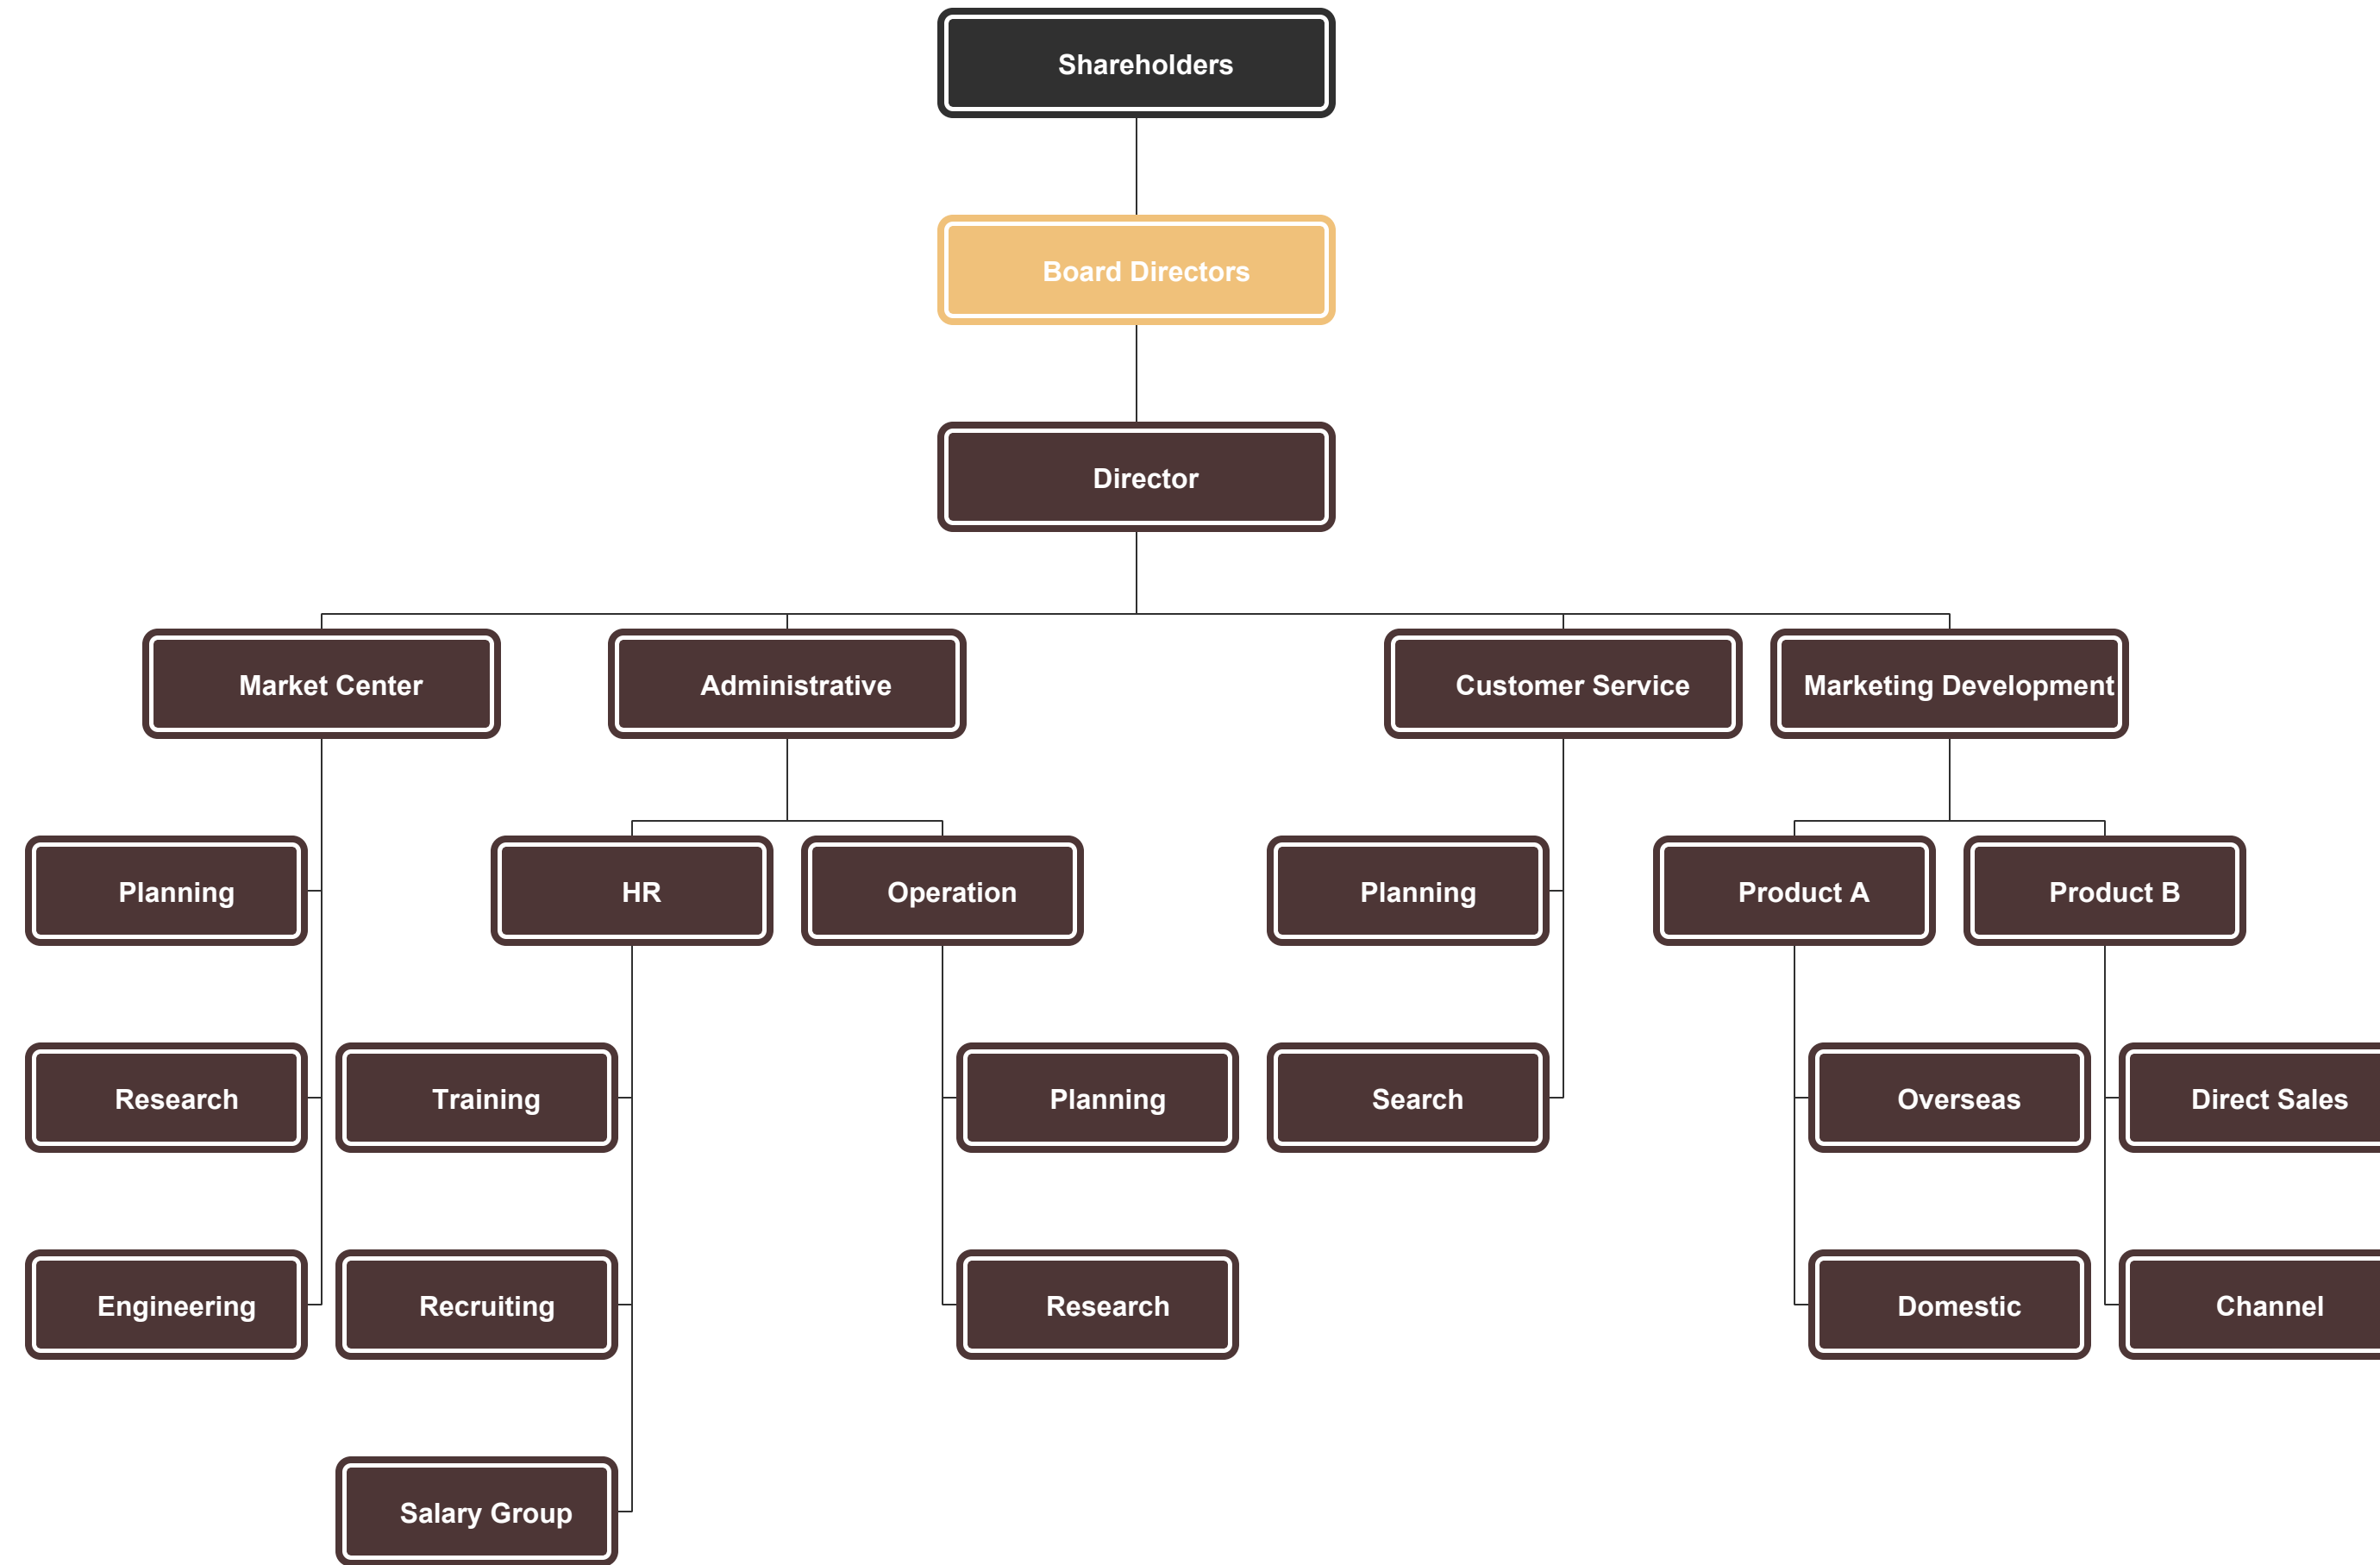 Shareholders
Board Directors
Director
Market Center
Administrative
Customer Service
Marketing Development
Planning
HR
Operation
Planning
Product A
Product B
Research
Training
Planning
Search
Overseas
Direct Sales
Engineering
Recruiting
Research
Domestic
Channel
Salary Group